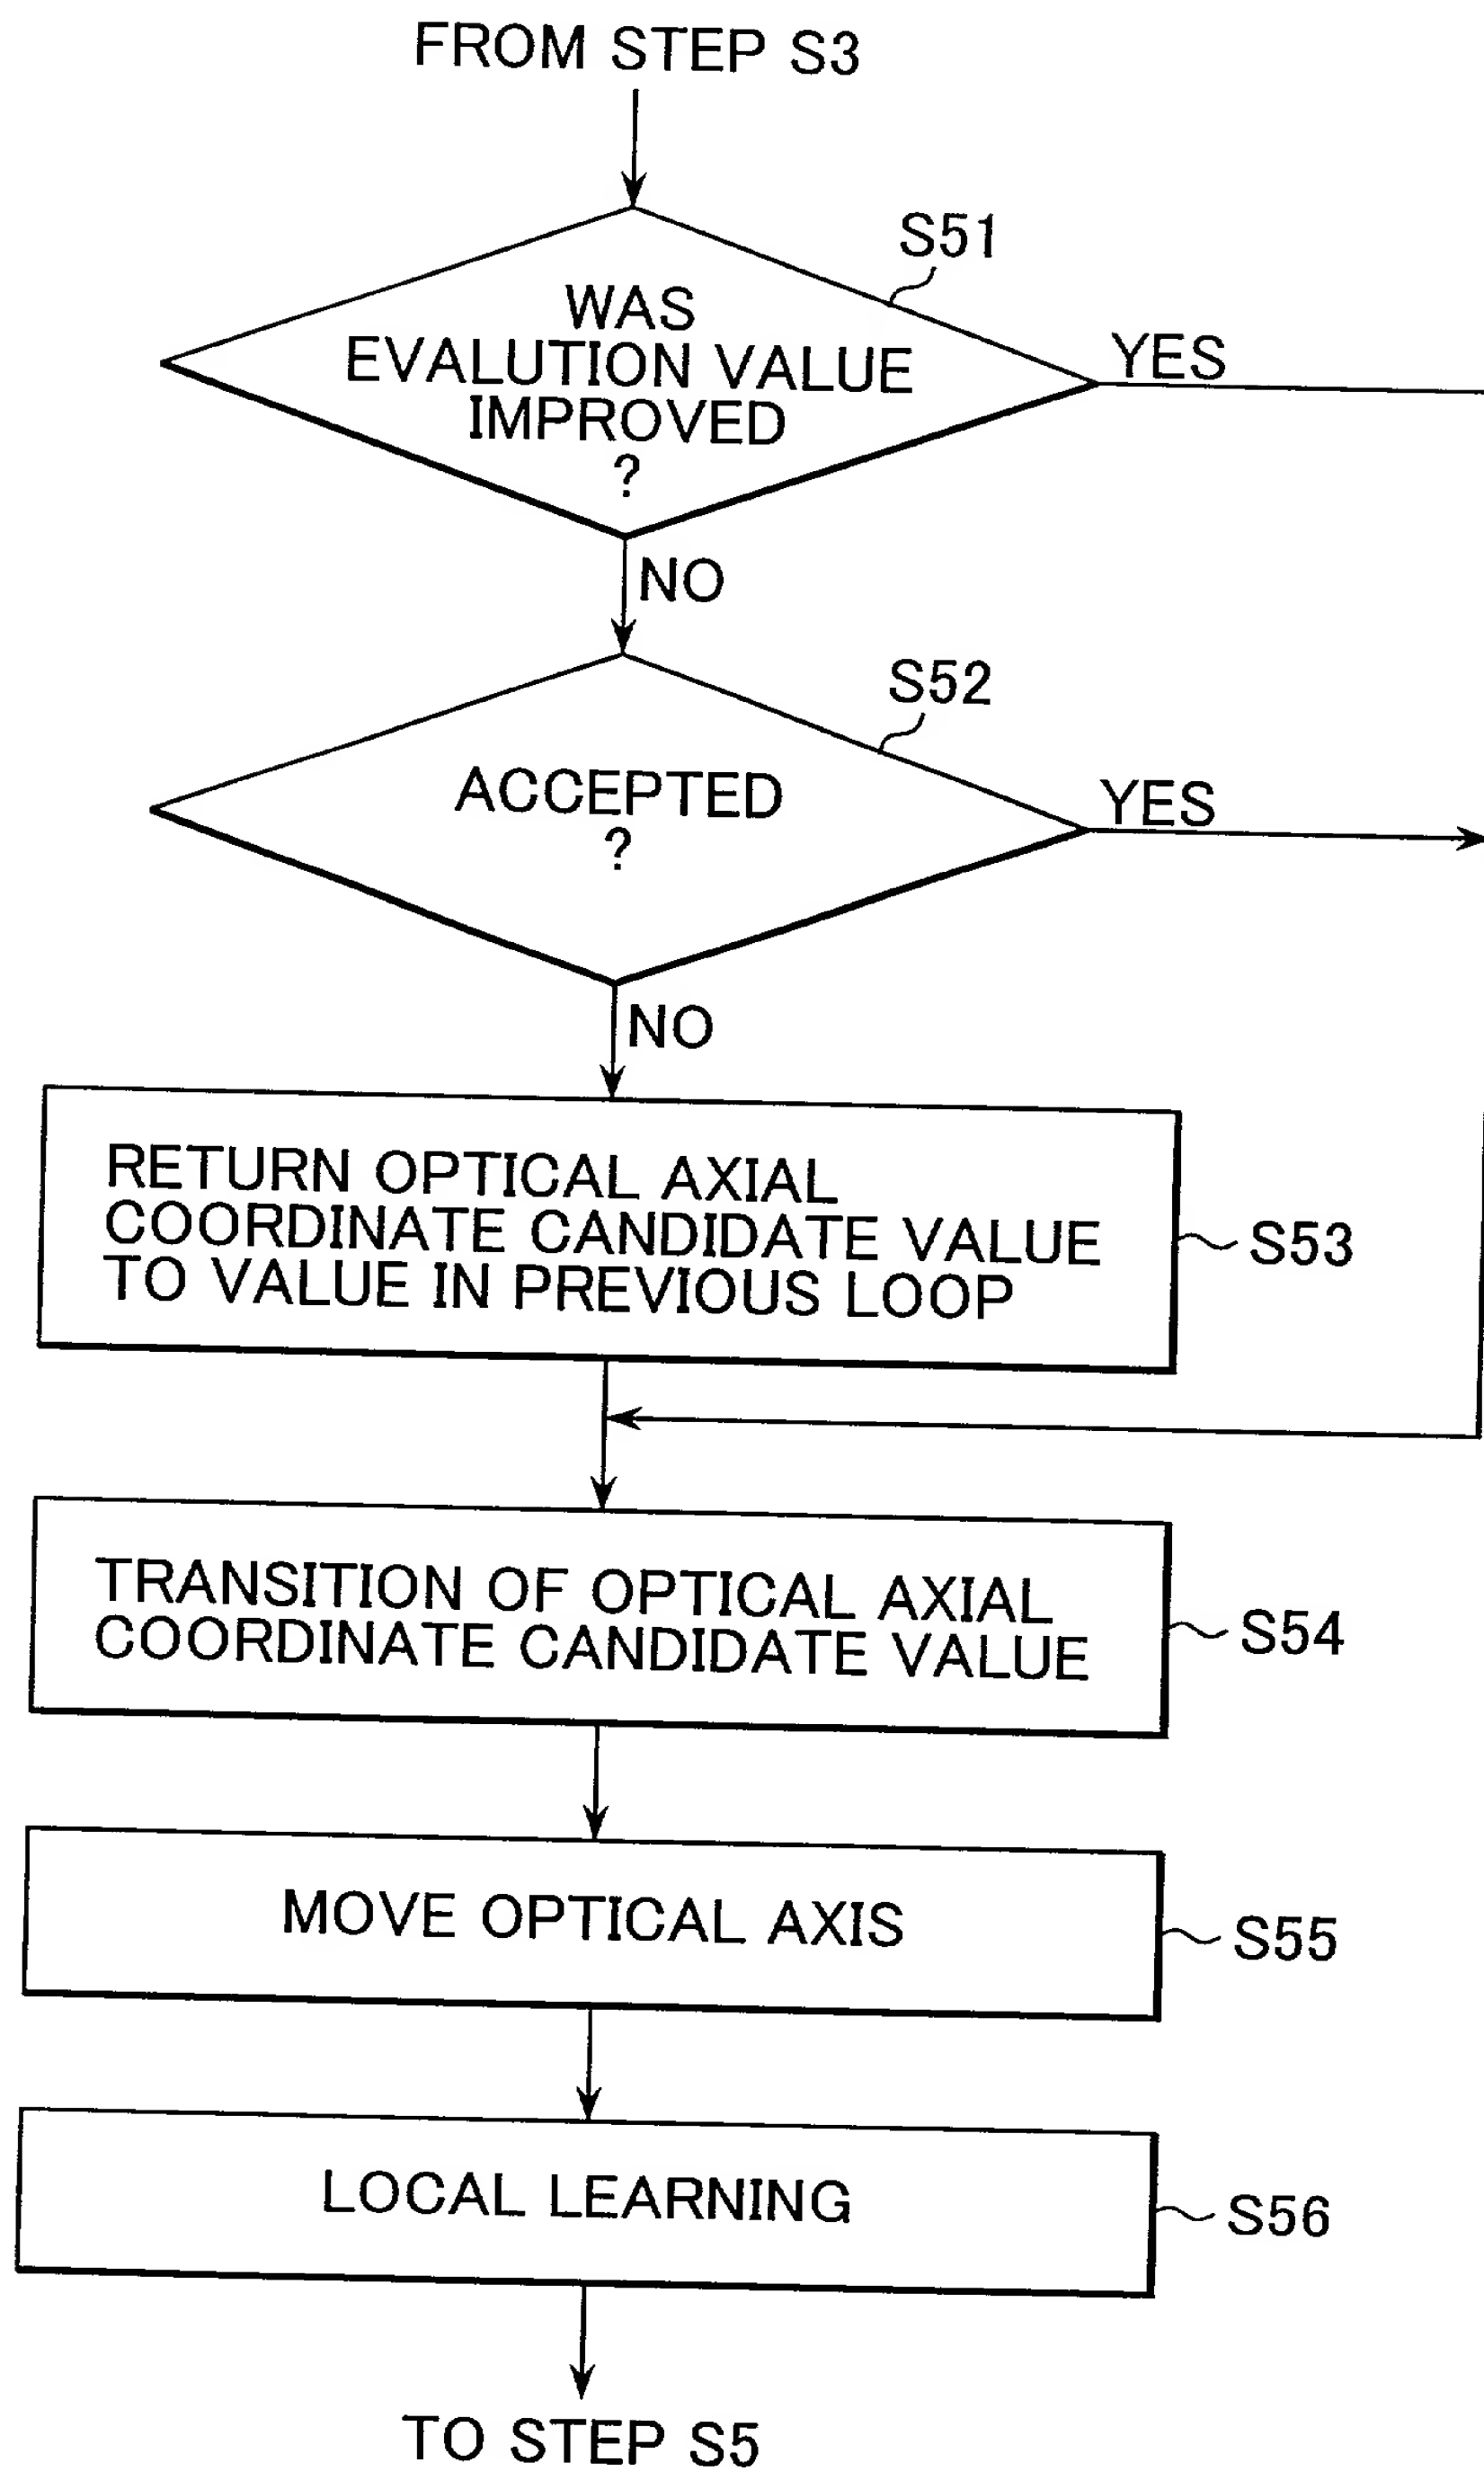 FROM STEP S3
S51
WAS
EVALUTION VALUE
IMPROVED
?
YES
NO
S52
ACCEPTED
?
YES
NO
RETURN OPTICAL AXIAL
COORDINATE CANDIDATE VALUE
TO VALUE IN PREVIOUS LOOP
S53
TRANSITION OF OPTICAL AXIAL
COORDINATE CANDIDATE VALUE
S54
MOVE OPTICAL AXIS
S55
LOCAL LEARNING
S56
TO STEP S5